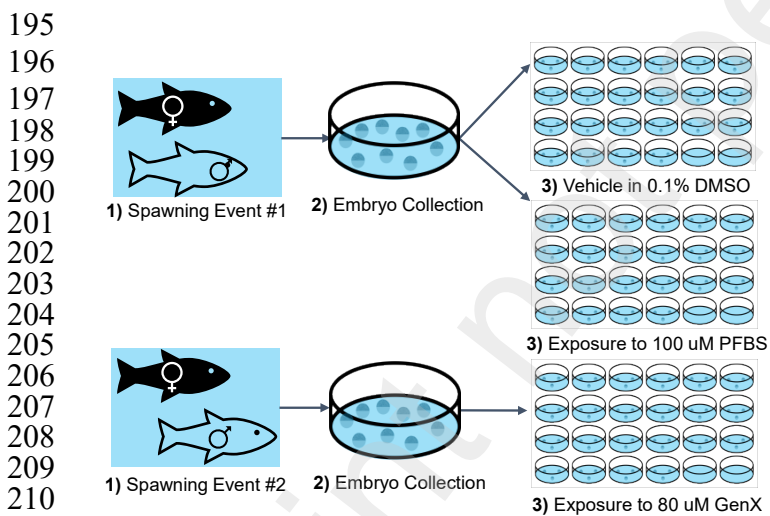 195
196
197
198
199
200
201
202
203
204
205
206
207
208
209
210
1) Spawning Event #1
2) Embryo Collection
3) Vehicle in 0.1% DMSO
3) Exposure to 100 uM PFBS
1) Spawning Event #2
2) Embryo Collection
3) Exposure to 80 uM GenX